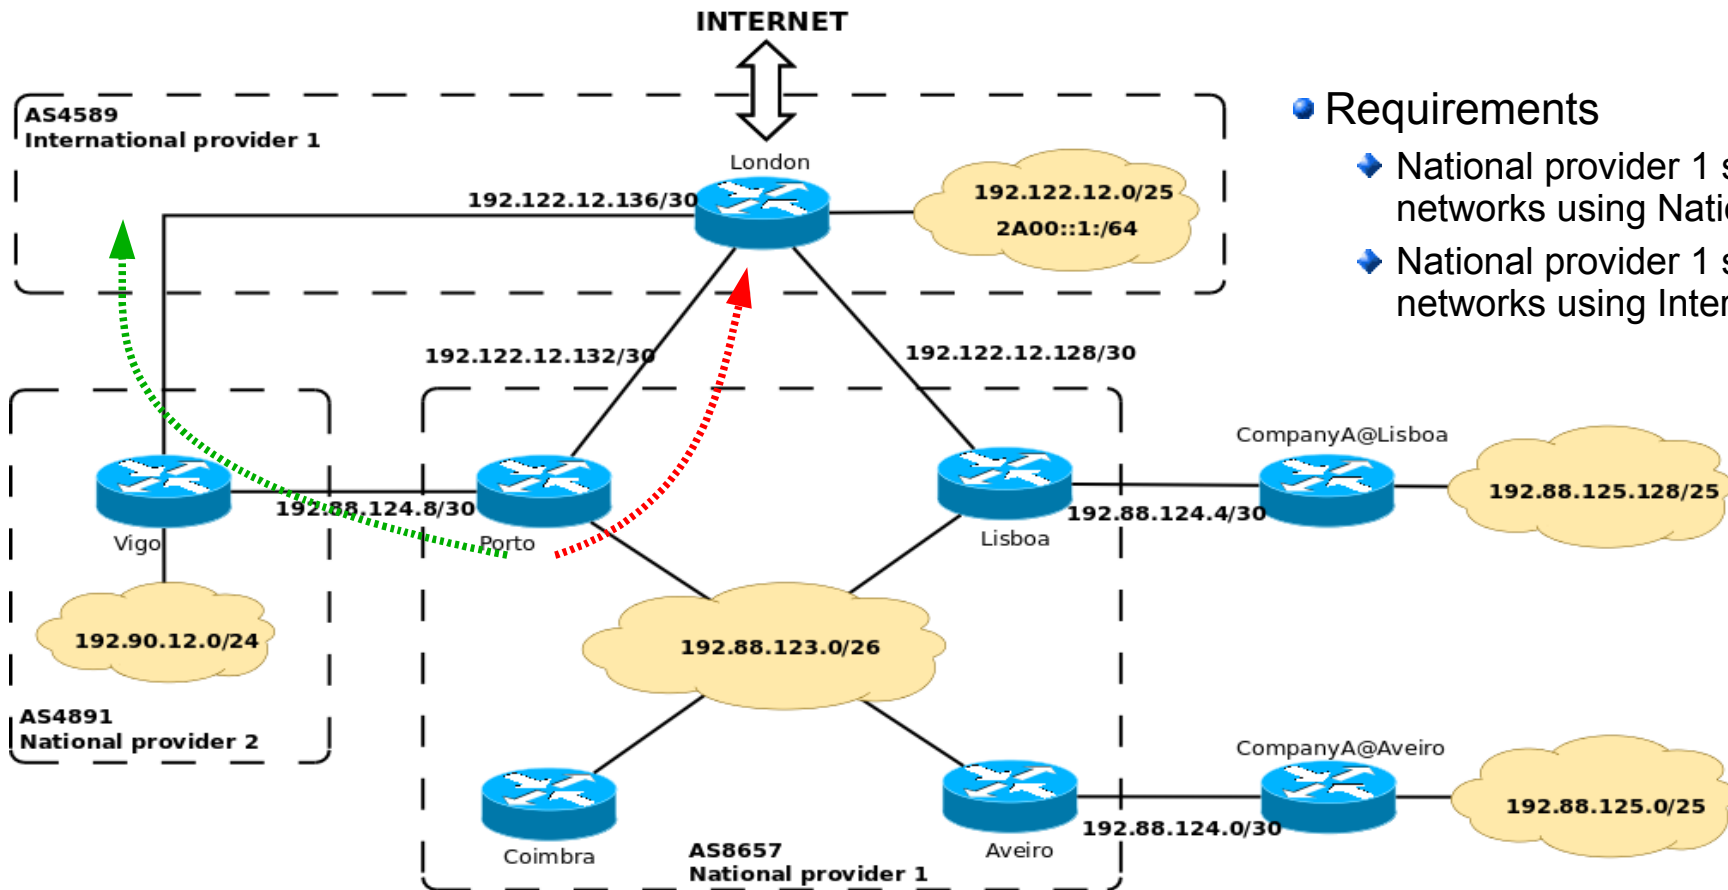 INTERNET
AS4589
International provider 1
London
192.122.12.136/30
192.122.12.0/25
2A00::1:/64
Requirements
National provider 1 s
networks using Natio
National provider 1 s
networks using Inter
192.122.12.132/30
192.122.12.128/30
CompanyA@Lisboa
192.88.125.128/25
192.88.124.8/30
192.88.124.4/30
Vigo
Porto
Lisboa
192.90.12.0/24
192.88.123.0/26
AS4891
National provider 2
CompanyA@Aveiro
192.88.125.0/25
192.88.124.0/30
Coimbra
AS8657
National provider 1
Aveiro